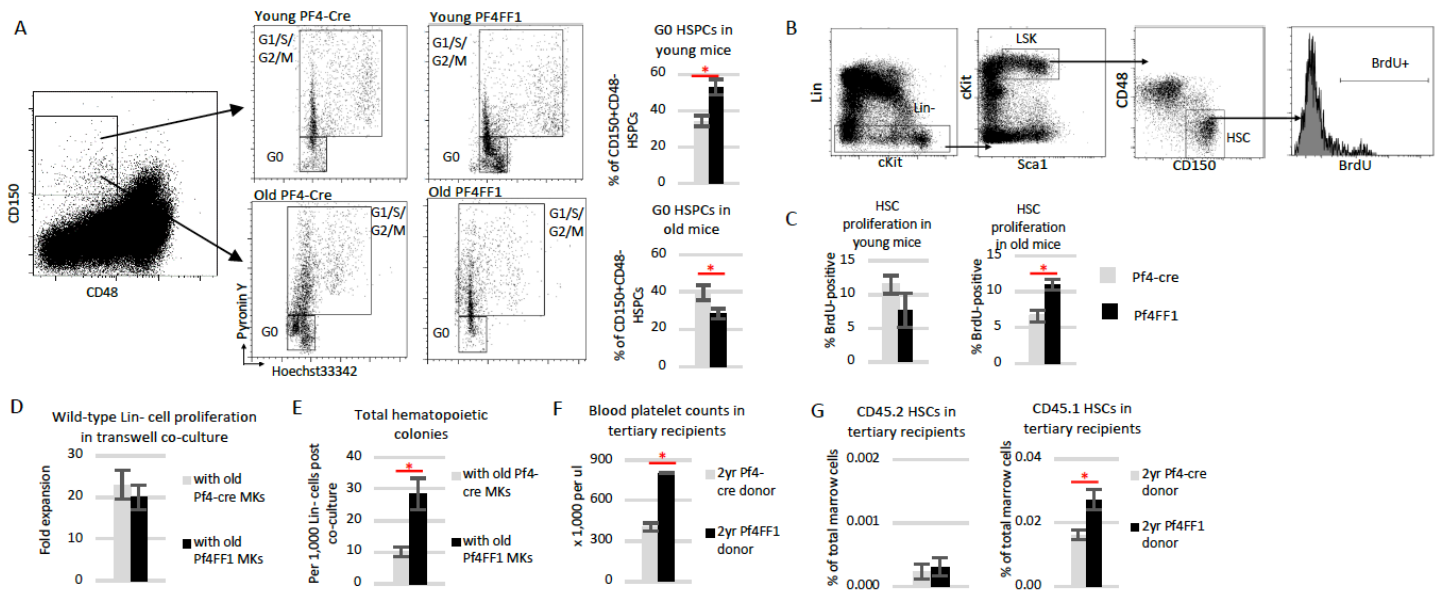 A
Young PF4-Cre
Young PF4FF1
G1/S/
G2/M
G0
G1/S/
G2/M
G0
Old PF4-Cre
Old PF4FF1
G1/S/
G2/M
G0
G1/S/
G2/M
G0
CD150
CD48
Pyronin Y
Hoechst33342
G0 HSPCs in
young mice
% of CD150+CD48-
HSPCs
60
40
20
0
*
G0 HSPCs in
old mice
% of CD150+CD48-
HSPCs
60
40
20
0
*
B
Lin
Lin-
cKit
cKit
LSK
Sca1
CD48
HSC
CD150
BrdU+
BrdU
C
HSC
proliferation in
young mice
% BrdU-positive
15
10
5
0
HSC
proliferation
in old mice
% BrdU-positive
15
10
5
0
*
Pf4-cre
Pf4FF1
D
Wild-type Lin- cell proliferation
in transwell co-culture
Fold expansion
30
20
10
0
with old
Pf4-cre MKs
with old
Pf4FF1 MKs
E
Total hematopoietic
colonies
Per 1,000 Lin- cells post
co-culture
40
30
20
10
0
*
with old Pf4-
cre MKs
with old
Pf4FF1 MKs
F
Blood platelet counts in
tertiary recipients
x 1,000 per ul
900
600
300
0
*
2yr Pf4-
cre donor
2yr Pf4FF1
donor
G
CD45.2 HSCs in
tertiary recipients
% of total marrow cells
0.002
0.001
0.000
CD45.1 HSCs in
tertiary recipients
% of total marrow cells
0.04
0.02
0.00
*
2yr Pf4-cre
donor
2yr Pf4FF1
donor